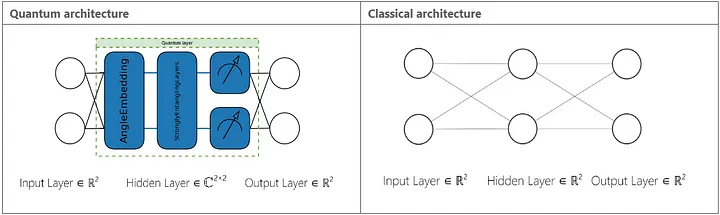 Quantum architecture
Quantum layer
AngleEmbedding
StronglyEntanglingLayers
Input Layer ∈ ℝ² Hidden Layer ∈ ℂ²*² Output Layer ∈ ℝ²
Classical architecture
Input Layer ∈ ℝ² Hidden Layer ∈ ℝ² Output Layer ∈ ℝ²